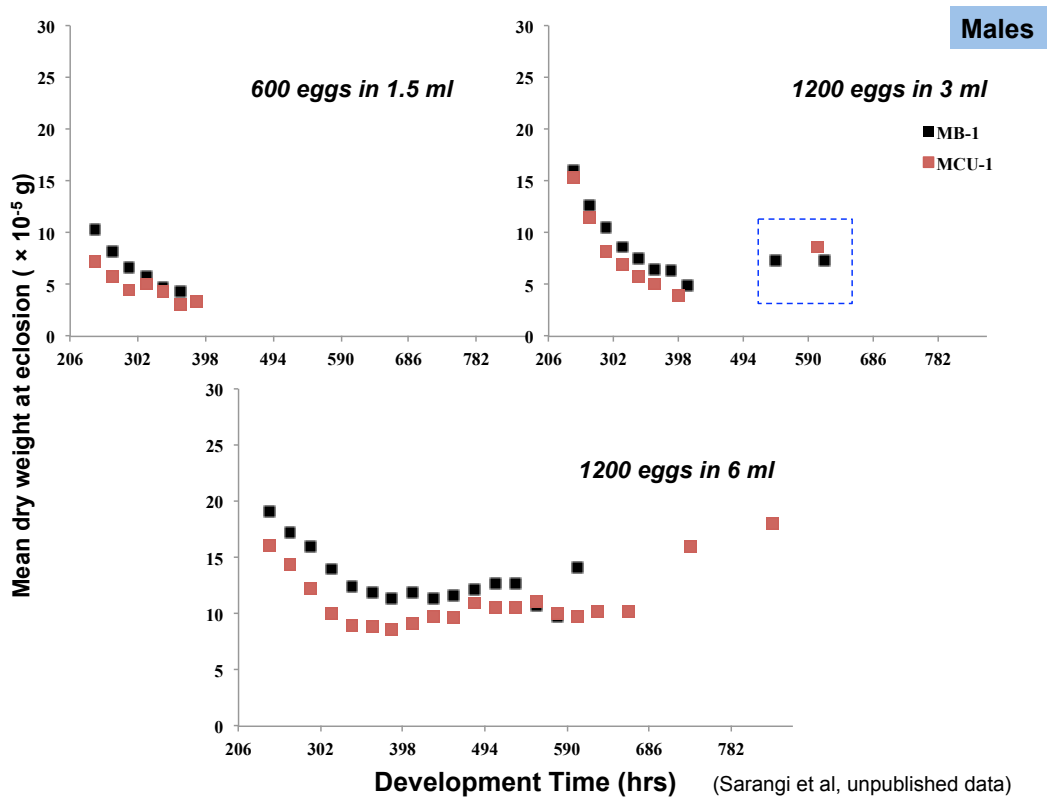 Males
Mean dry weight at eclosion ( × 10⁻⁵ g)
600 eggs in 1.5 ml
30
25
20
15
10
5
0
206 302 398 494 590 686 782
1200 eggs in 3 ml
MB-1
MCU-1
30
25
20
15
10
5
0
206 302 398 494 590 686 782
1200 eggs in 6 ml
30
25
20
15
10
5
0
206 302 398 494 590 686 782
Development Time (hrs) (Sarangi et al, unpublished data)